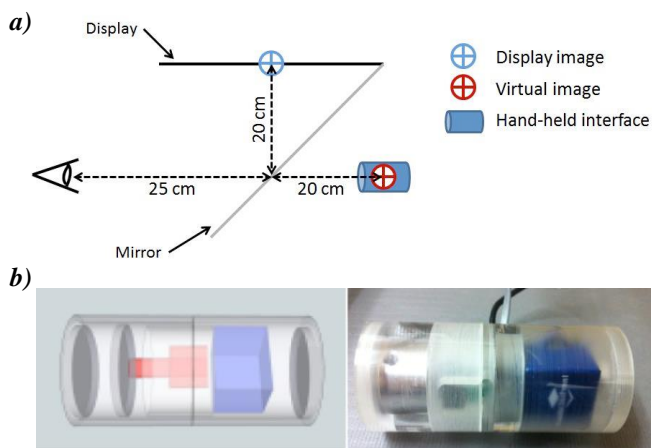 a)
Display
Display image
Virtual image
Hand-held interface
20 cm
25 cm
20 cm
Mirror
b)